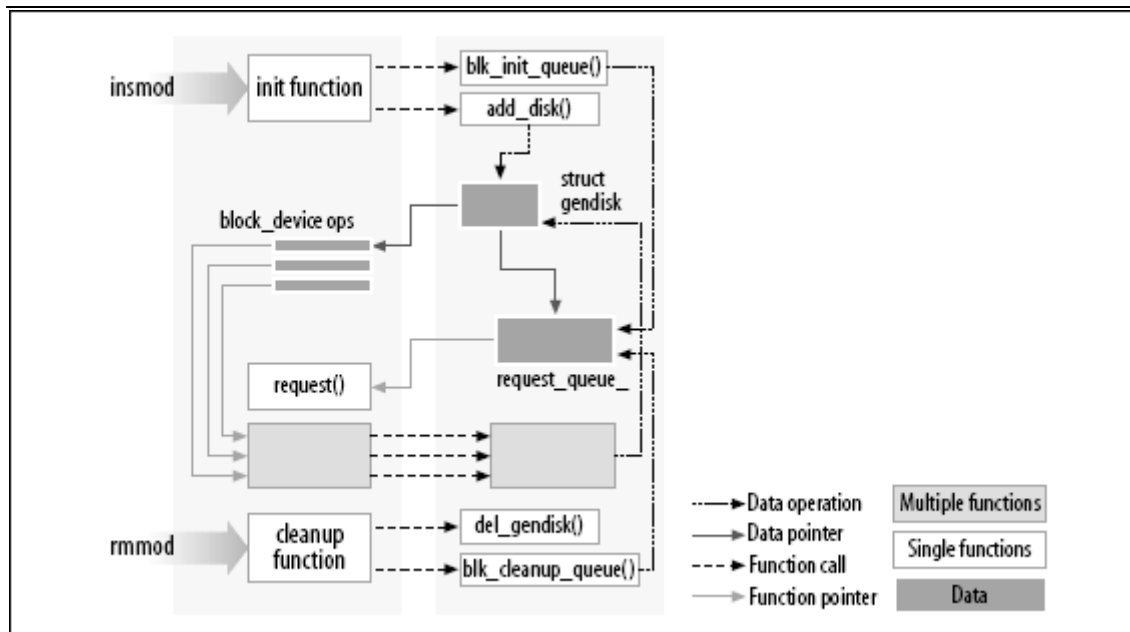 insmod
init function
blk_init_queue()
add_disk()
struct
gendisk
block_device ops
request()
request_queue_
rmmod
cleanup
function
del_gendisk()
blk_cleanup_queue()
Data operation
Data pointer
Function call
Function pointer
Multiple functions
Single functions
Data